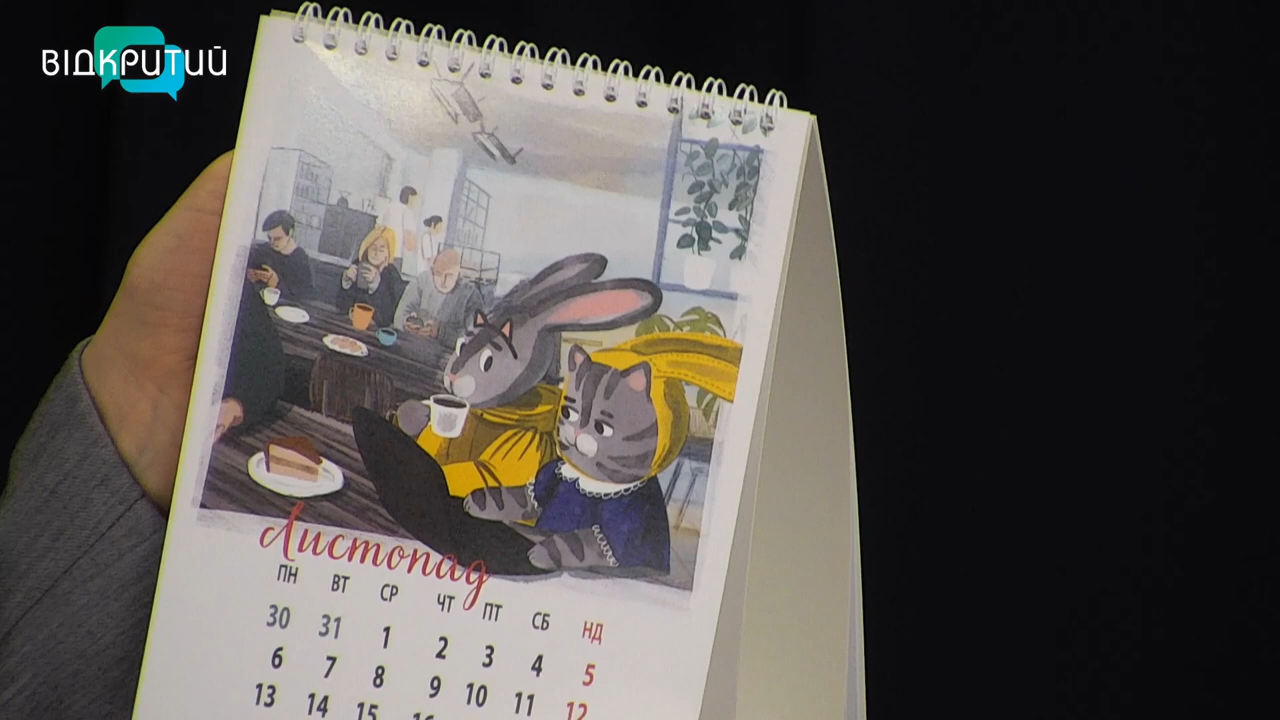 ВІДКРИТИЙ
Листопад
ПН ВТ СР ЧТ ПТ СБ НД
30 31 1 2 3 4 5
6 7 8 9 10 11 12
13 14 15